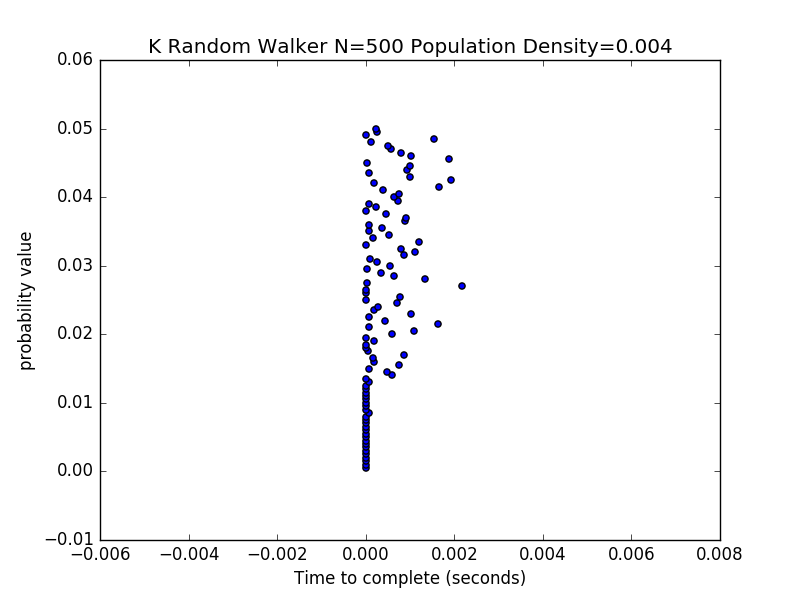 K Random Walker N=500 Population Density=0.004
0.06
0.05
0.04
0.03
0.02
0.01
0.00
−0.01
probability value
−0.006 −0.004 −0.002 0.000 0.002 0.004 0.006 0.008
Time to complete (seconds)